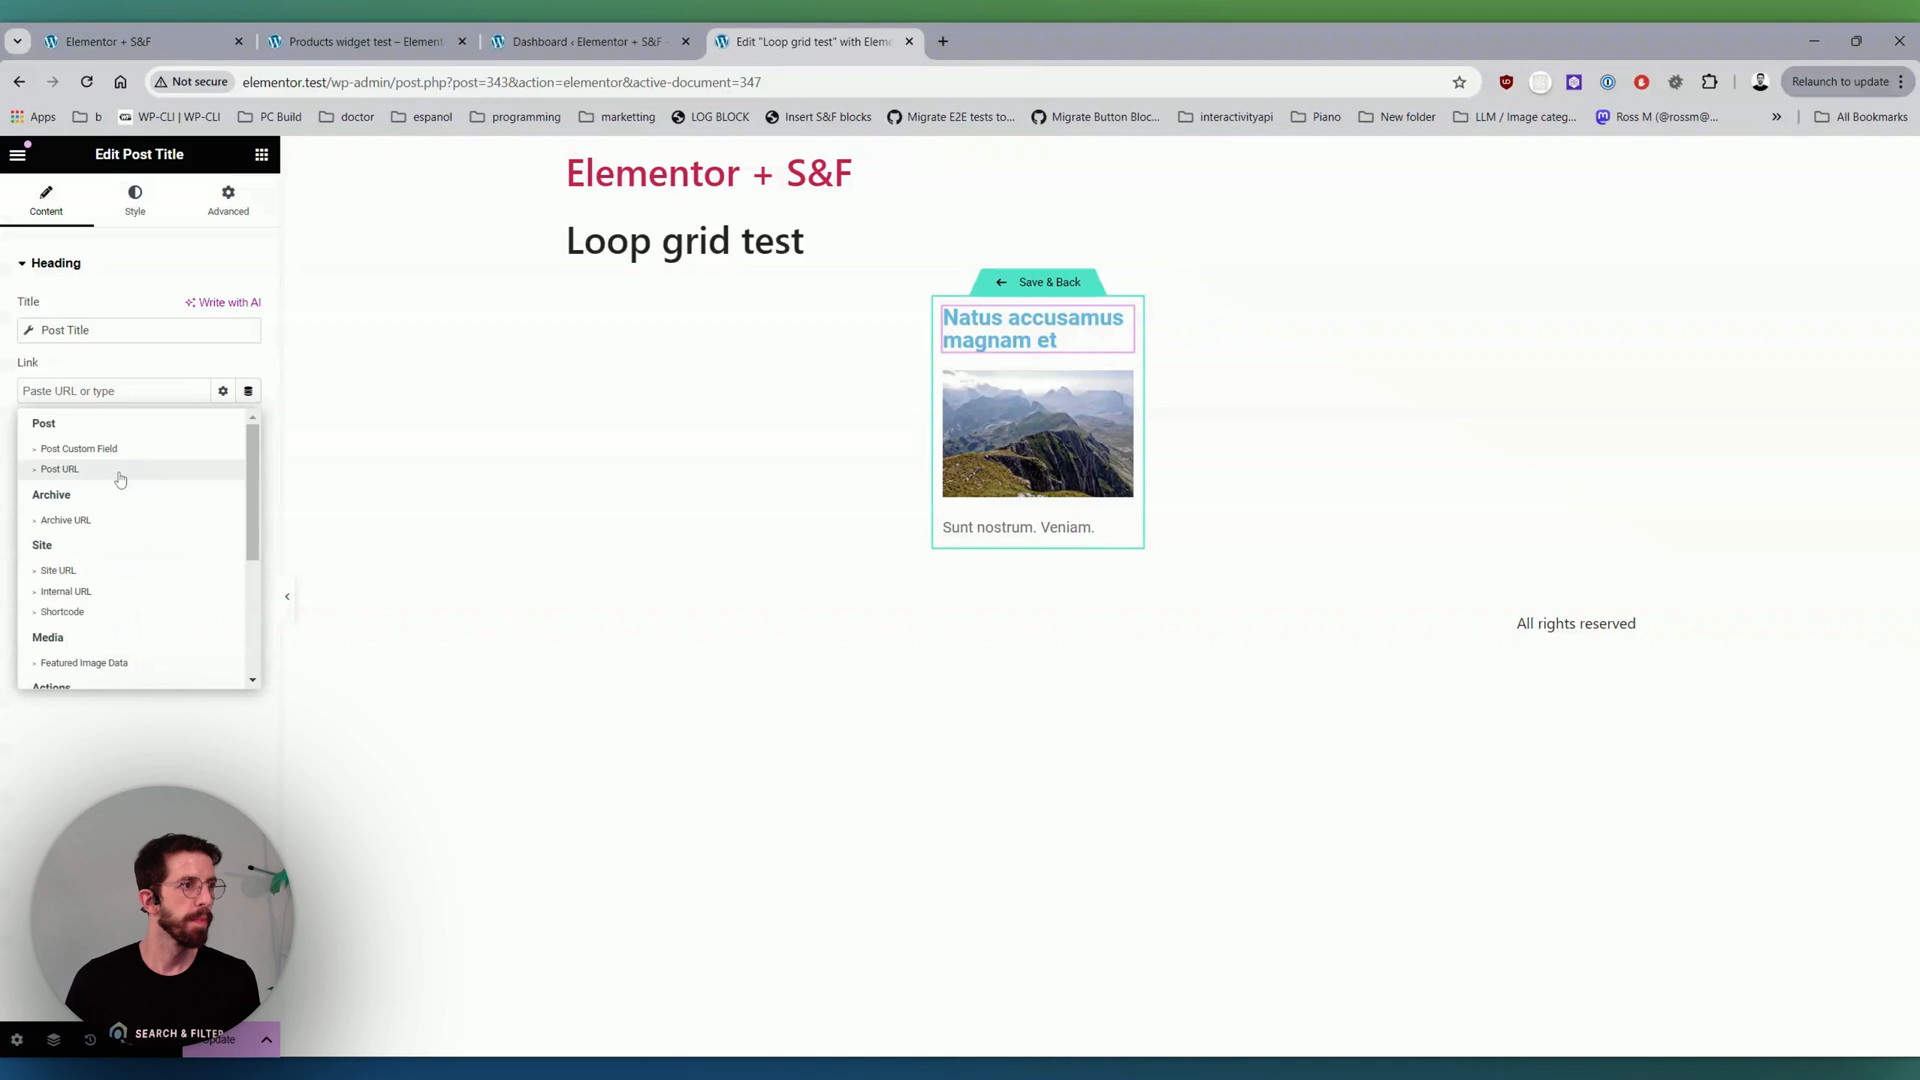 Elementor + S&F
Products widget test – Element
Dashboard ‹ Elementor + S&F
Edit "Loop grid test" with Eleme
Not secure
elementor.test/wp-admin/post.php?post=343&action=elementor&active-document=347
Relaunch to update
Apps
b
WP-CLI | WP-CLI
PC Build
doctor
espanol
programming
marketting
LOG BLOCK
Insert S&F blocks
Migrate E2E tests to...
Migrate Button Bloc...
interactivityapi
Piano
New folder
LLM / Image categ...
Ross M (@rossm@...
All Bookmarks
Edit Post Title
Content
Style
Advanced
Heading
Title
Write with AI
Post Title
Link
Paste URL or type
Post
Post Custom Field
Post URL
Archive
Archive URL
Site
Site URL
Internal URL
Shortcode
Media
Featured Image Data
Actions
Elementor + S&F
Loop grid test
Save & Back
Natus accusamus
magnam et
Sunt nostrum. Veniam.
All rights reserved
SEARCH & FILTER